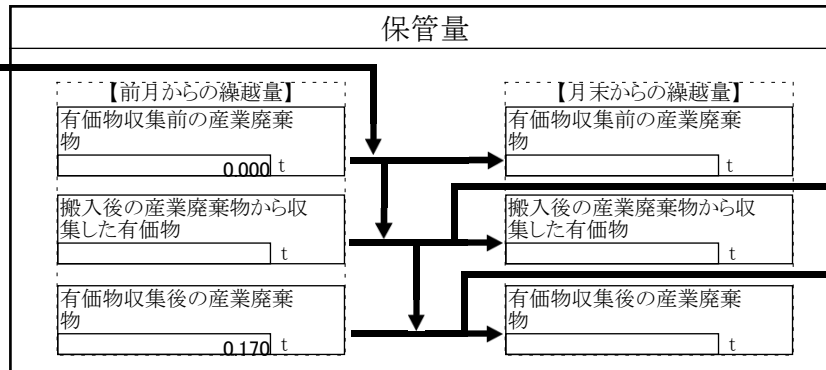 保管量
【前月からの繰越量】
有価物収集前の産業廃棄
物
0.000 t
搬入後の産業廃棄物から収
集した有価物
t
有価物収集後の産業廃棄
物
0.170 t
【月末からの繰越量】
有価物収集前の産業廃棄
物
t
搬入後の産業廃棄物から収
集した有価物
t
有価物収集後の産業廃棄
物
t